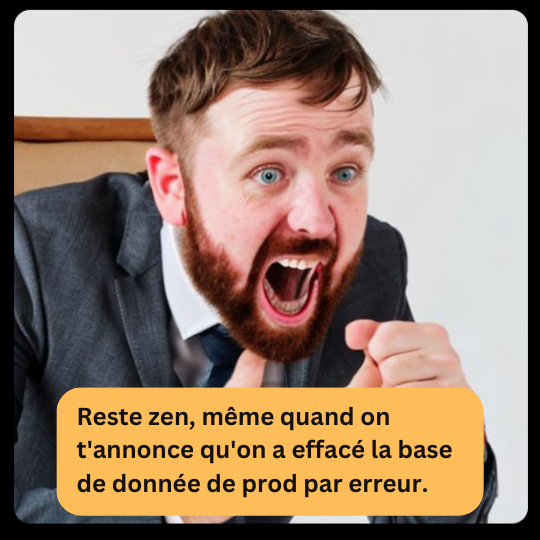 Reste zen, même quand on
t'annonce qu'on a effacé la base
de donnée de prod par erreur.